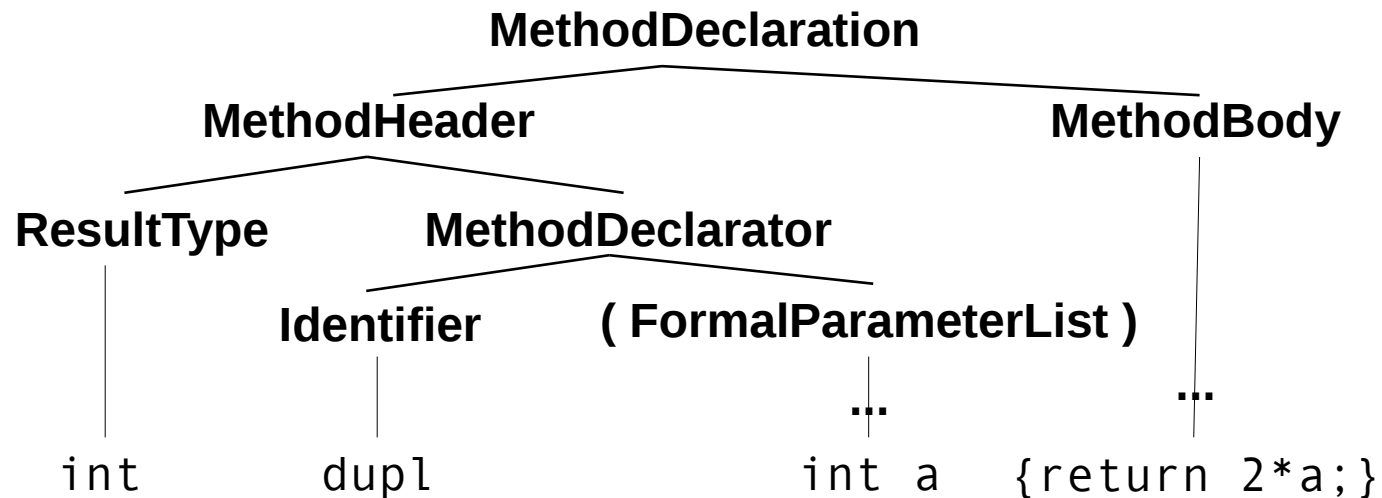 MethodDeclaration
MethodHeader MethodBody
ResultType MethodDeclarator
Identifier ( FormalParameterList )
... ...
int dupl int a {return 2*a;}